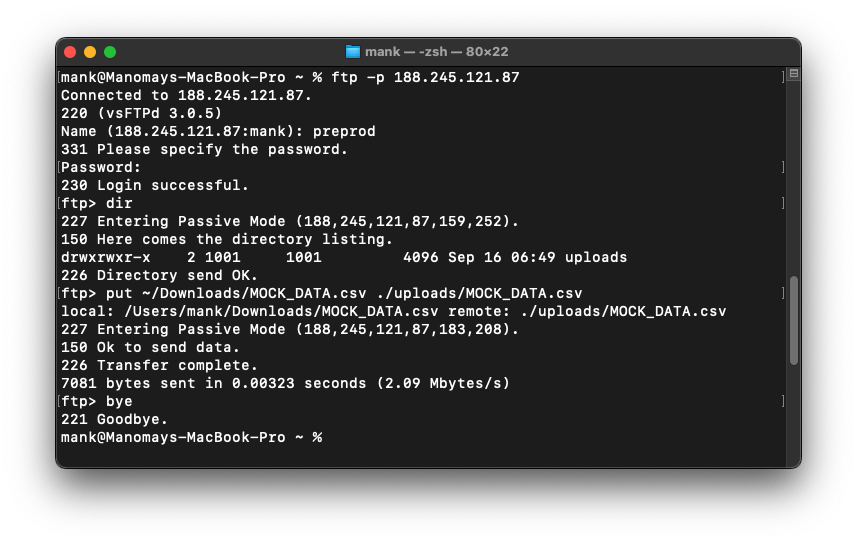 mank — -zsh — 80×22
[mank@Manomays-MacBook-Pro ~ % ftp -p 188.245.121.87 ]
Connected to 188.245.121.87.
220 (vsFTPd 3.0.5)
Name (188.245.121.87:mank): preprod
331 Please specify the password.
[Password: ]
230 Login successful.
[ftp> dir ]
227 Entering Passive Mode (188,245,121,87,159,252).
150 Here comes the directory listing.
drwxrwxr-x    2 1001     1001         4096 Sep 16 06:49 uploads
226 Directory send OK.
[ftp> put ~/Downloads/MOCK_DATA.csv ./uploads/MOCK_DATA.csv ]
local: /Users/mank/Downloads/MOCK_DATA.csv remote: ./uploads/MOCK_DATA.csv
227 Entering Passive Mode (188,245,121,87,183,208).
150 Ok to send data.
226 Transfer complete.
7081 bytes sent in 0.00323 seconds (2.09 Mbytes/s)
[ftp> bye ]
221 Goodbye.
mank@Manomays-MacBook-Pro ~ %